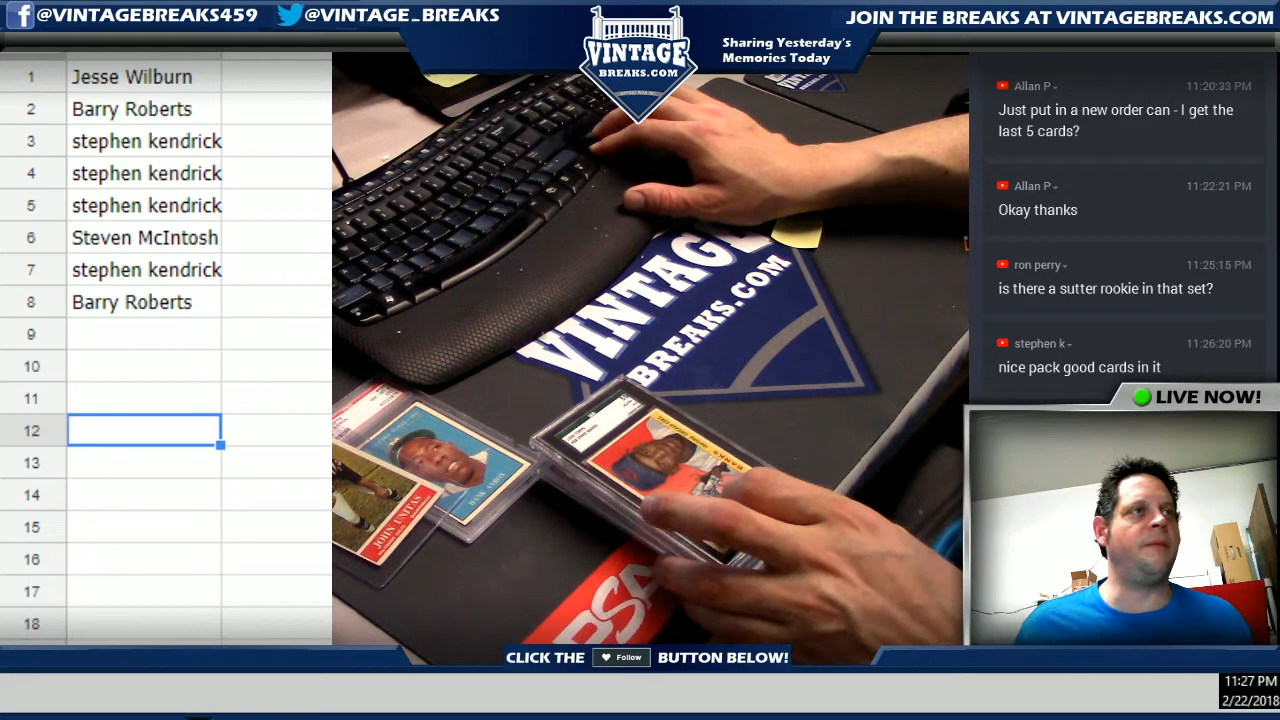 @VINTAGEBREAKS459
@VINTAGE_BREAKS
VINTAGE
BREAKS.COM
Sharing Yesterday's
Memories Today
JOIN THE BREAKS AT VINTAGEBREAKS.COM
1 Jesse Wilburn
2 Barry Roberts
3 stephen kendrick
4 stephen kendrick
5 stephen kendrick
6 Steven McIntosh
7 stephen kendrick
8 Barry Roberts
9
10
11
12
13
14
15
16
17
18
VINTAGE
BREAKS.COM
HANK AARON
JOHN UNITAS
BANKS
PSA
Allan P 11:20:33 PM
Just put in a new order can - I get the
last 5 cards?
Allan P 11:22:21 PM
Okay thanks
ron perry 11:25:15 PM
is there a sutter rookie in that set?
stephen k 11:26:20 PM
nice pack good cards in it
LIVE NOW!
CLICK THE Follow BUTTON BELOW!
11:27 PM
2/22/2018